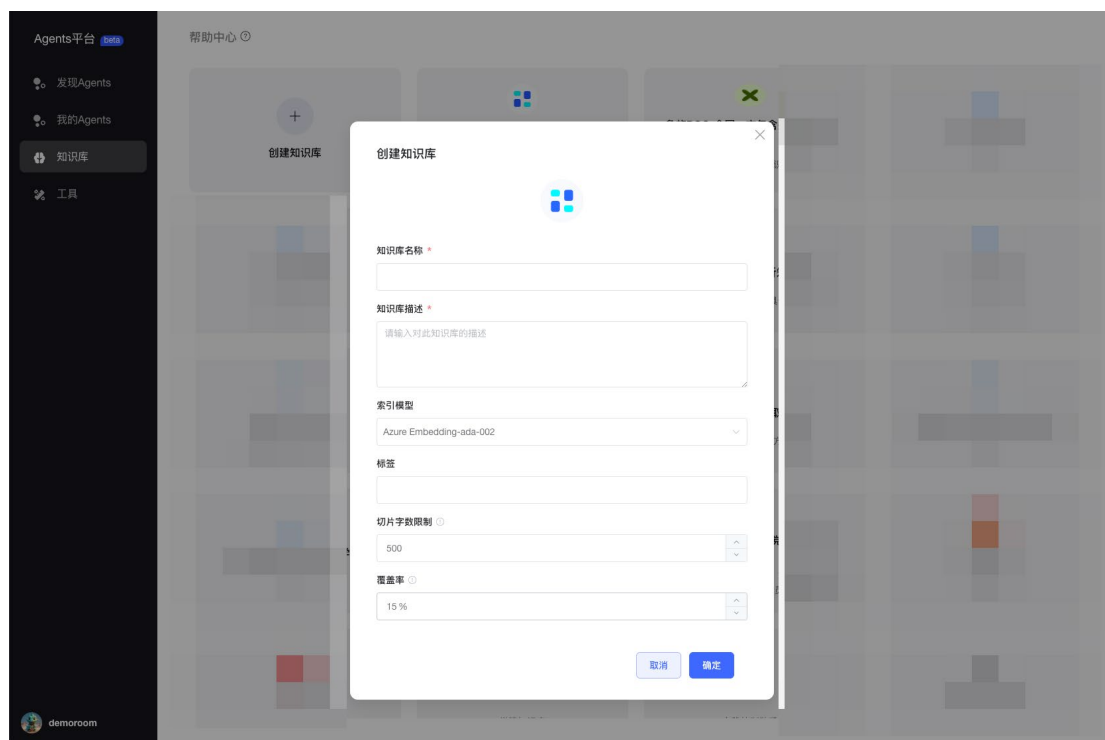 Agents平台 beta
帮助中心
发现Agents
我的Agents
知识库
工具
创建知识库
创建知识库
知识库名称 *
知识库描述 *
请输入对此知识库的描述
索引模型
Azure Embedding-ada-002
标签
切片字数限制
500
覆盖率
15 %
取消
确定
demoroom